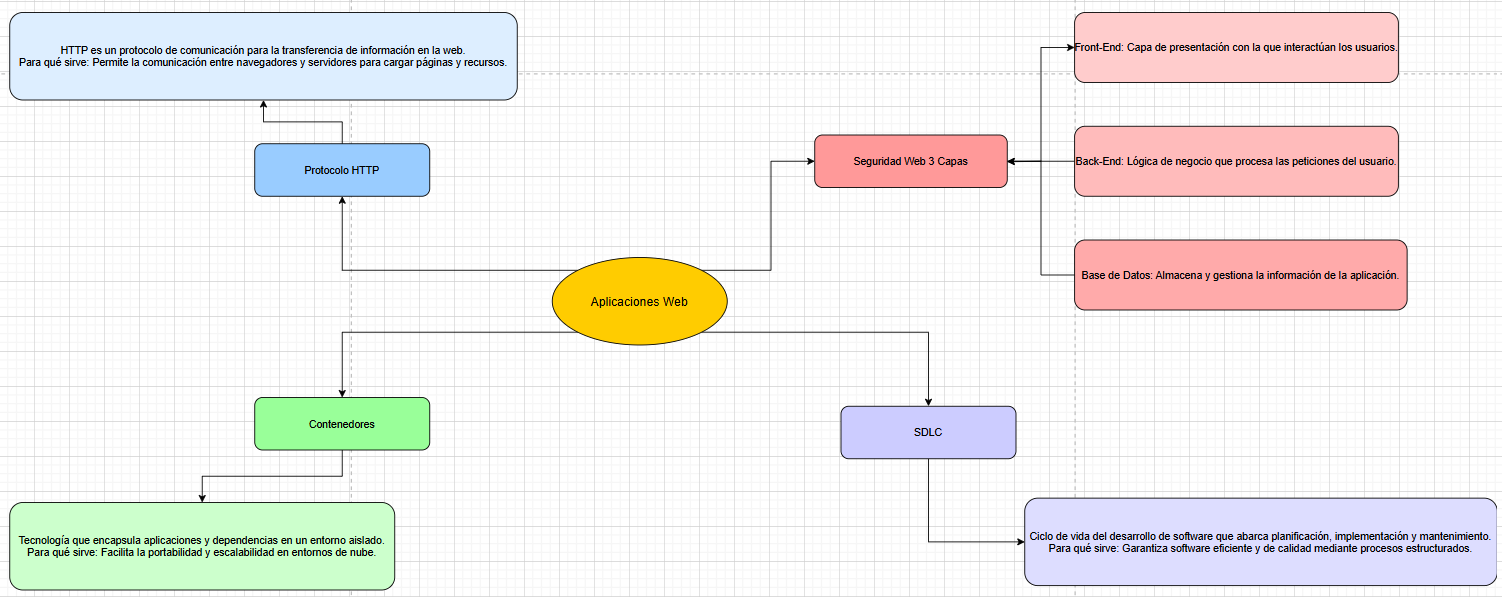 HTTP es un protocolo de comunicación para la transferencia de información en la web.
Para qué sirve: Permite la comunicación entre navegadores y servidores para cargar páginas y recursos.
Protocolo HTTP
Front-End: Capa de presentación con la que interactúan los usuarios.
Seguridad Web 3 Capas
Back-End: Lógica de negocio que procesa las peticiones del usuario.
Base de Datos: Almacena y gestiona la información de la aplicación.
Aplicaciones Web
Contenedores
SDLC
Tecnología que encapsula aplicaciones y dependencias en un entorno aislado.
Para qué sirve: Facilita la portabilidad y escalabilidad en entornos de nube.
Ciclo de vida del desarrollo de software que abarca planificación, implementación y mantenimiento.
Para qué sirve: Garantiza software eficiente y de calidad mediante procesos estructurados.